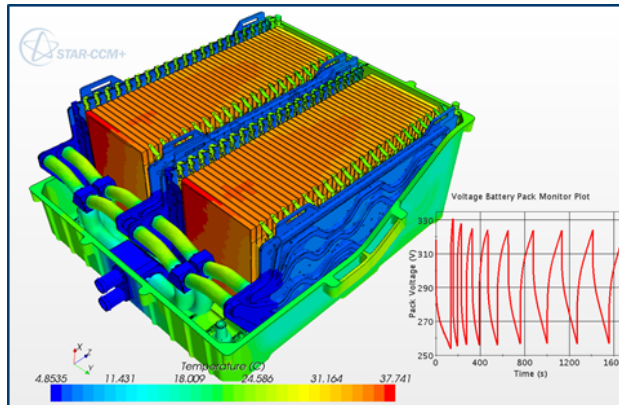 STAR-CCM+
Voltage Battery Pack Monitor Plot
Pack Voltage (V)
330
310
290
270
250
0
400
800
1200
1600
Time (s)
X
Z
Y
Temperature (C)
4.8535
11.431
18.009
24.586
31.164
37.741